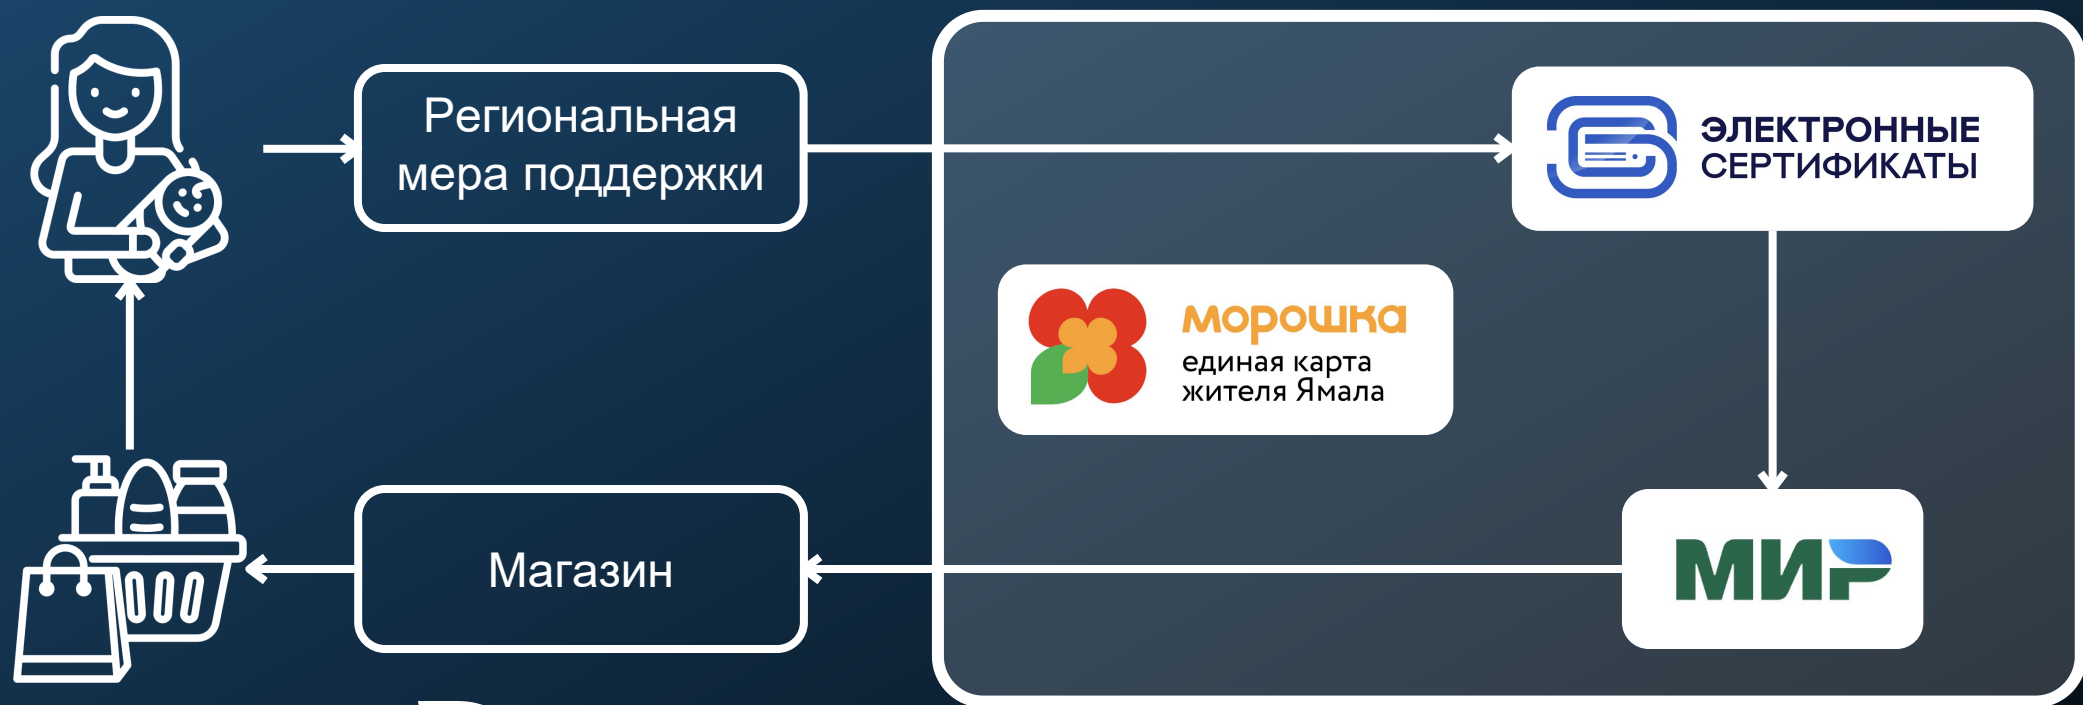 Региональная
мера поддержки
ЭЛЕКТРОННЫЕ
СЕРТИФИКАТЫ
морошка
единая карта
жителя Ямала
Магазин
МИР